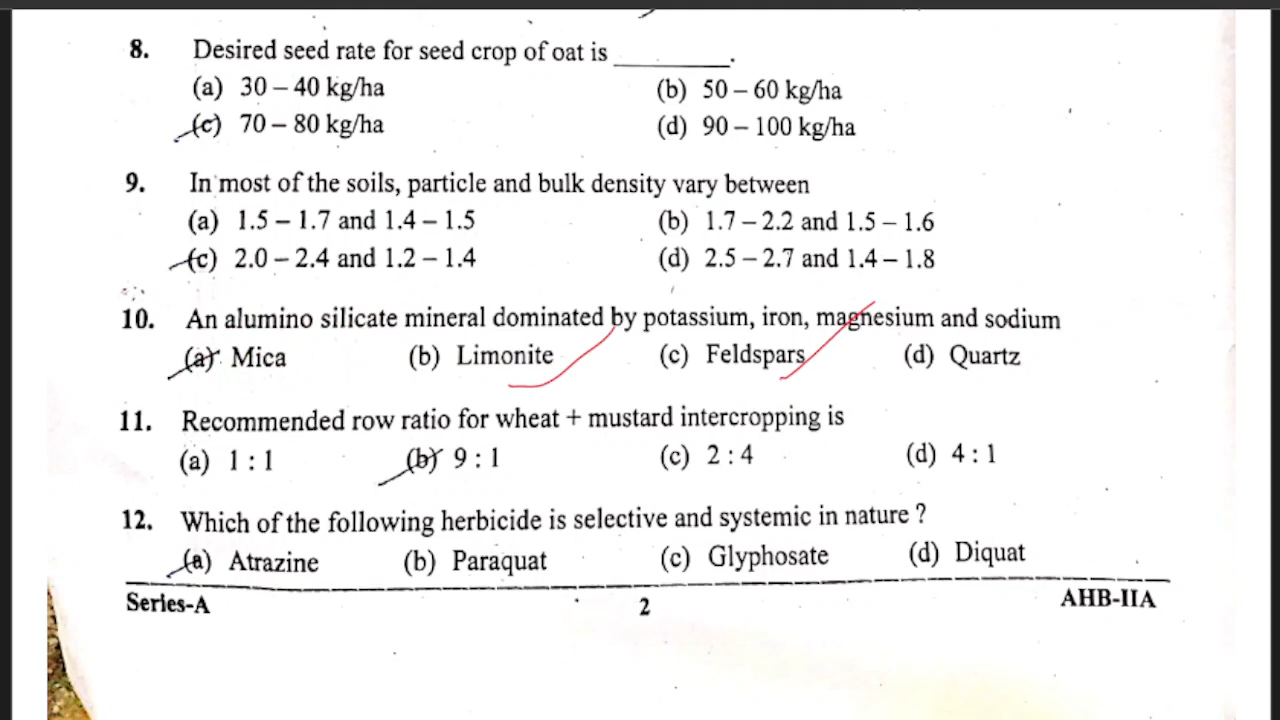 8. Desired seed rate for seed crop of oat is ________.
(a) 30 – 40 kg/ha (b) 50 – 60 kg/ha
(c) 70 – 80 kg/ha (d) 90 – 100 kg/ha
9. In most of the soils, particle and bulk density vary between
(a) 1.5 – 1.7 and 1.4 – 1.5 (b) 1.7 – 2.2 and 1.5 – 1.6
(c) 2.0 – 2.4 and 1.2 – 1.4 (d) 2.5 – 2.7 and 1.4 – 1.8
10. An alumino silicate mineral dominated by potassium, iron, magnesium and sodium
(a) Mica (b) Limonite (c) Feldspars (d) Quartz
11. Recommended row ratio for wheat + mustard intercropping is
(a) 1 : 1 (b) 9 : 1 (c) 2 : 4 (d) 4 : 1
12. Which of the following herbicide is selective and systemic in nature ?
(a) Atrazine (b) Paraquat (c) Glyphosate (d) Diquat
Series-A 2 AHB-IIA